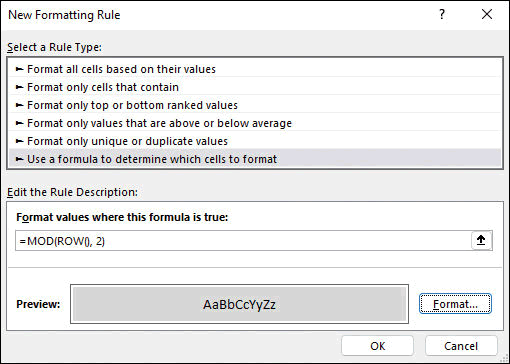 New Formatting Rule
?
Select a Rule Type:
► Format all cells based on their values
► Format only cells that contain
► Format only top or bottom ranked values
► Format only values that are above or below average
► Format only unique or duplicate values
► Use a formula to determine which cells to format
Edit the Rule Description:
Format values where this formula is true:
=MOD(ROW(), 2)
Preview: AaBbCcYyZz Format...
OK Cancel